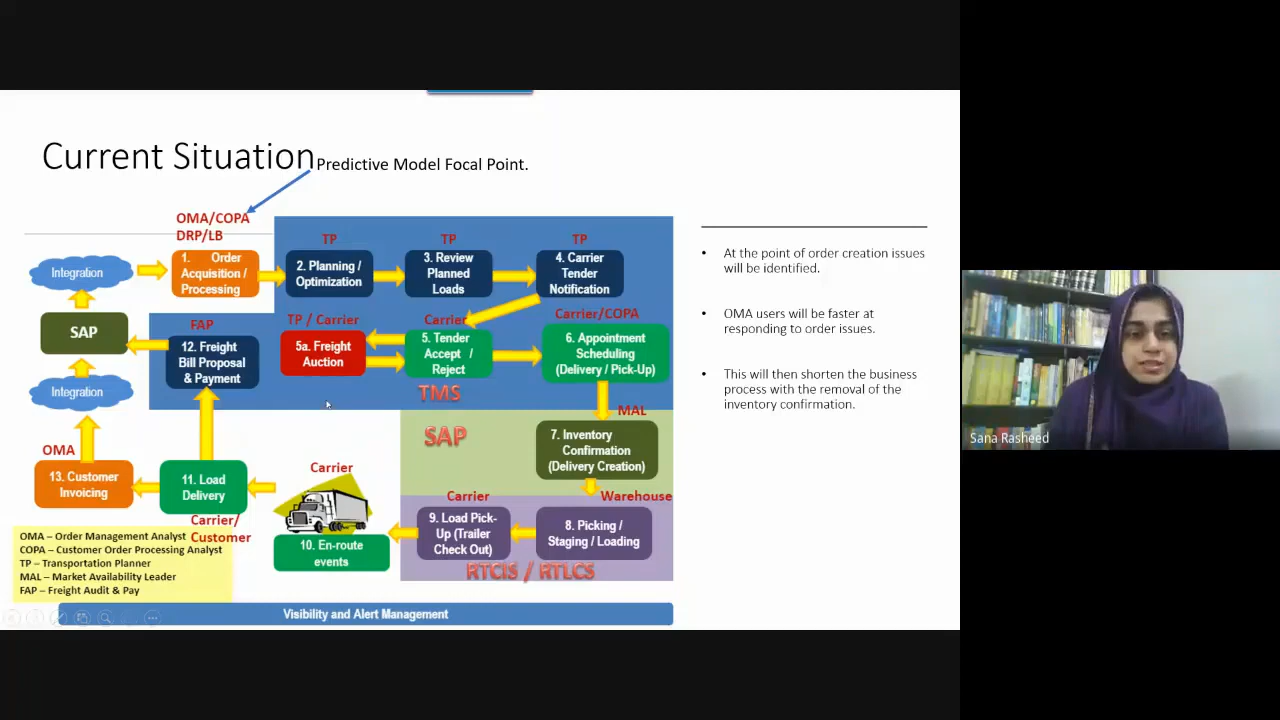 Current Situation
Predictive Model Focal Point.
OMA/COPA
DRP/LB
Integration
1. Order
Acquisition /
Processing
TP
2. Planning /
Optimization
TP
3. Review
Planned
Loads
TP
4. Carrier
Tender
Notification
SAP
FAP
12. Freight
Bill Proposal
& Payment
TP / Carrier
5a. Freight
Auction
Carrier
5. Tender
Accept /
Reject
Carrier/COPA
6. Appointment
Scheduling
(Delivery / Pick-Up)
TMS
Integration
MAL
SAP
7. Inventory
Confirmation
(Delivery Creation)
OMA
13. Customer
Invoicing
11. Load
Delivery
Carrier/
Customer
Carrier
10. En-route
events
Carrier
9. Load Pick-
Up (Trailer
Check Out)
Warehouse
8. Picking /
Staging / Loading
RTCIS / RTLCS
OMA – Order Management Analyst
COPA – Customer Order Processing Analyst
TP – Transportation Planner
MAL – Market Availability Leader
FAP – Freight Audit & Pay
Visibility and Alert Management
• At the point of order creation issues
will be identified.
• OMA users will be faster at
responding to order issues.
• This will then shorten the business
process with the removal of the
inventory confirmation.
Sana Rasheed